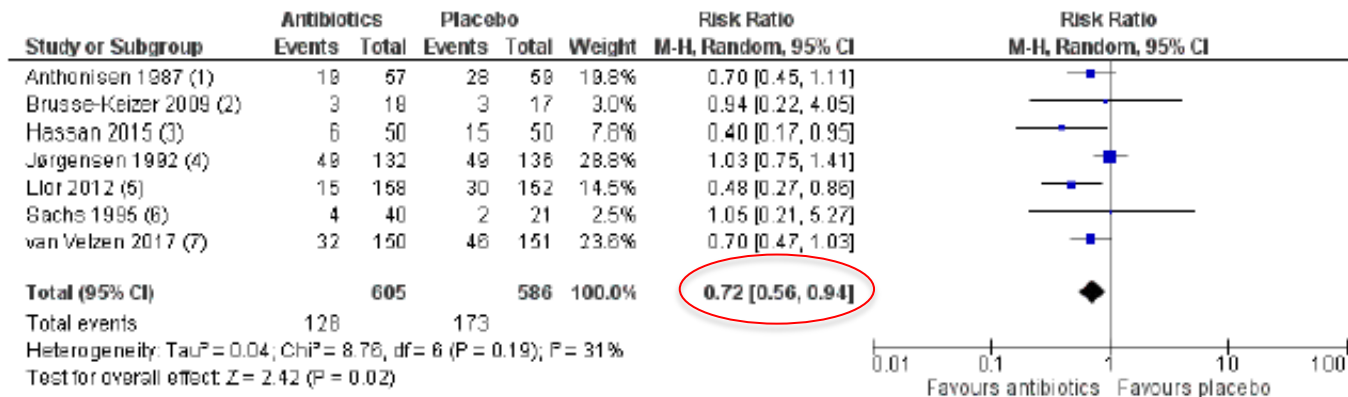 Antibiotics Placebo Risk Ratio Risk Ratio
Study or Subgroup Events Total Events Total Weight M-H, Random, 95% CI M-H, Random, 95% CI
Anthonisen 1987 (1) 19 57 28 59 19.8% 0.70 [0.45, 1.11]
Brusse-Keizer 2009 (2) 3 18 3 17 3.0% 0.94 [0.22, 4.05]
Hassan 2015 (3) 6 50 15 50 7.8% 0.40 [0.17, 0.95]
Jørgensen 1992 (4) 49 132 49 136 28.8% 1.03 [0.75, 1.41]
Llor 2012 (5) 15 158 30 152 14.5% 0.48 [0.27, 0.86]
Sachs 1995 (6) 4 40 2 21 2.5% 1.05 [0.21, 5.27]
van Velzen 2017 (7) 32 150 46 151 23.6% 0.70 [0.47, 1.03]
Total (95% CI) 605 586 100.0% 0.72 [0.56, 0.94]
Total events 128 173
Heterogeneity: Tau² = 0.04; Chi² = 8.76, df = 6 (P = 0.19); I² = 31%
Test for overall effect: Z = 2.42 (P = 0.02)
0.01 0.1 1 10 100
Favours antibiotics Favours placebo